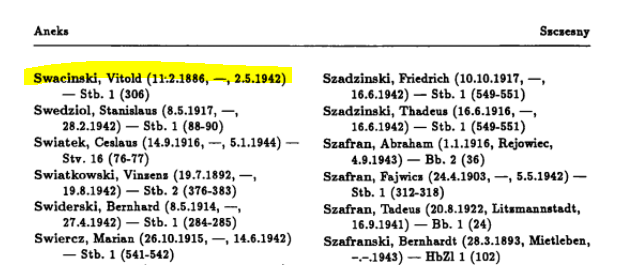 Aneks
Szczesny
Swacinski, Vitold (11.2.1886, —, 2.5.1942)
— Stb. 1 (306)
Swedziol, Stanislaus (8.5.1917, —,
28.2.1942) — Stb. 1 (88-90)
Swiatek, Ceslaus (14.9.1916, —, 5.1.1944) —
Stv. 16 (76-77)
Swiatkowski, Vinzens (19.7.1892, —,
19.8.1942) — Stb. 2 (376-383)
Swiderski, Bernhard (8.5.1914, —,
27.4.1942) — Stb. 1 (284-285)
Swiercz, Marian (26.10.1915, —, 14.6.1942)
— Stb. 1 (541-542)
Szadzinski, Friedrich (10.10.1917, —,
16.6.1942) — Stb. 1 (549-551)
Szadzinski, Thadeus (16.6.1916, —,
16.6.1942) — Stb. 1 (549-551)
Szafran, Abraham (1.1.1916, Rejowiec,
4.9.1943) — Bb. 2 (36)
Szafran, Fajwics (24.4.1903, —, 5.5.1942) —
Stb. 1 (312-318)
Szafran, Tadeus (20.8.1922, Litzmannstadt,
16.9.1941) — Bb. 1 (24)
Szafranski, Bernhardt (28.3.1893, Mietleben,
-.-.1943) — HbZl 1 (102)